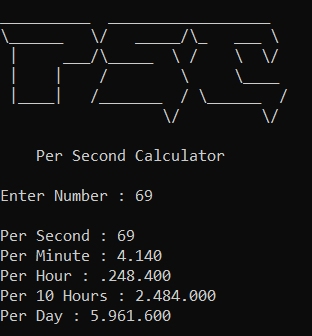 PSC
Per Second Calculator
Enter Number : 69
Per Second : 69
Per Minute : 4.140
Per Hour : .248.400
Per 10 Hours : 2.484.000
Per Day : 5.961.600